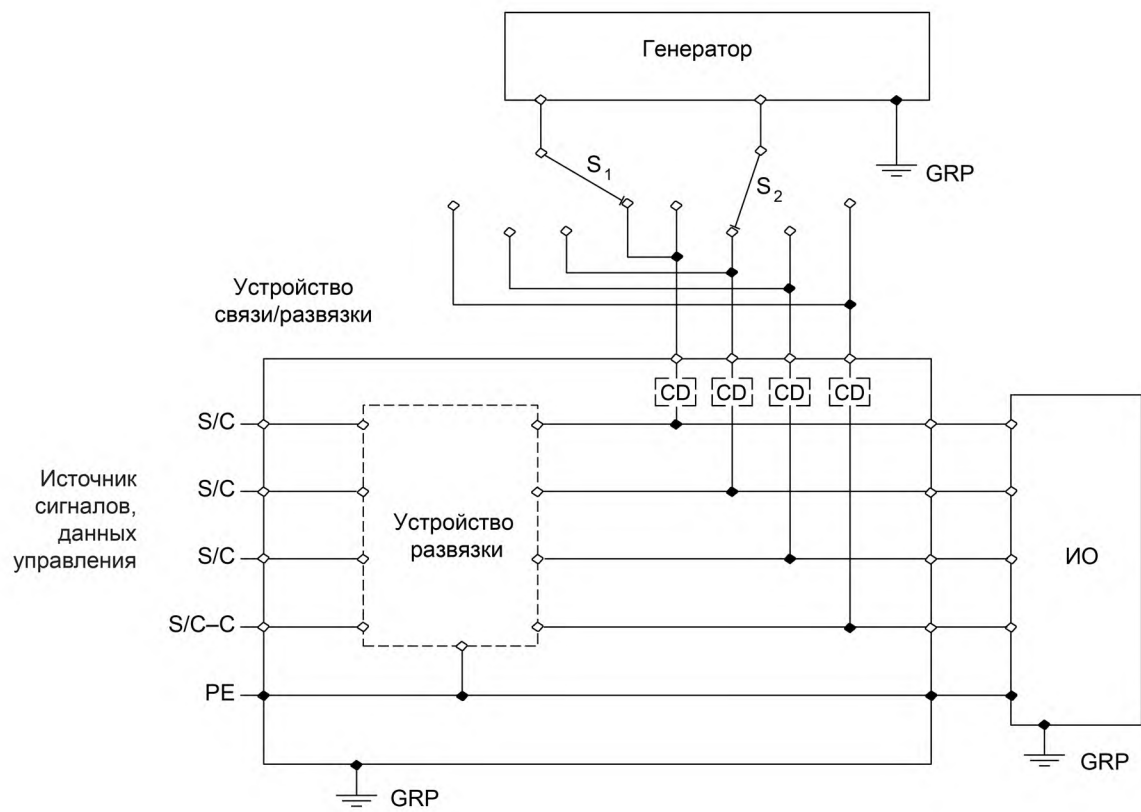 Генератор
S1
S2
GRP
Устройство
связи/развязки
CD CD CD CD
S/C
S/C
S/C
S/C–C
PE
Источник
сигналов,
данных
управления
Устройство
развязки
ИО
GRP
GRP